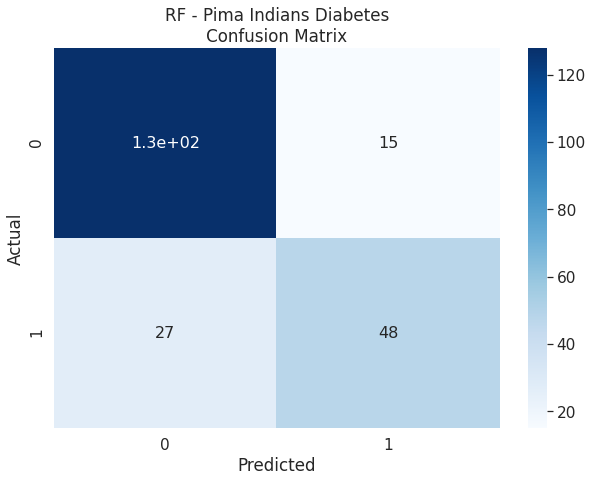 RF - Pima Indians Diabetes
Confusion Matrix
120
1.3e+02 15
0
100
80
Actual
60
27 48
1
40
20
0 1
Predicted